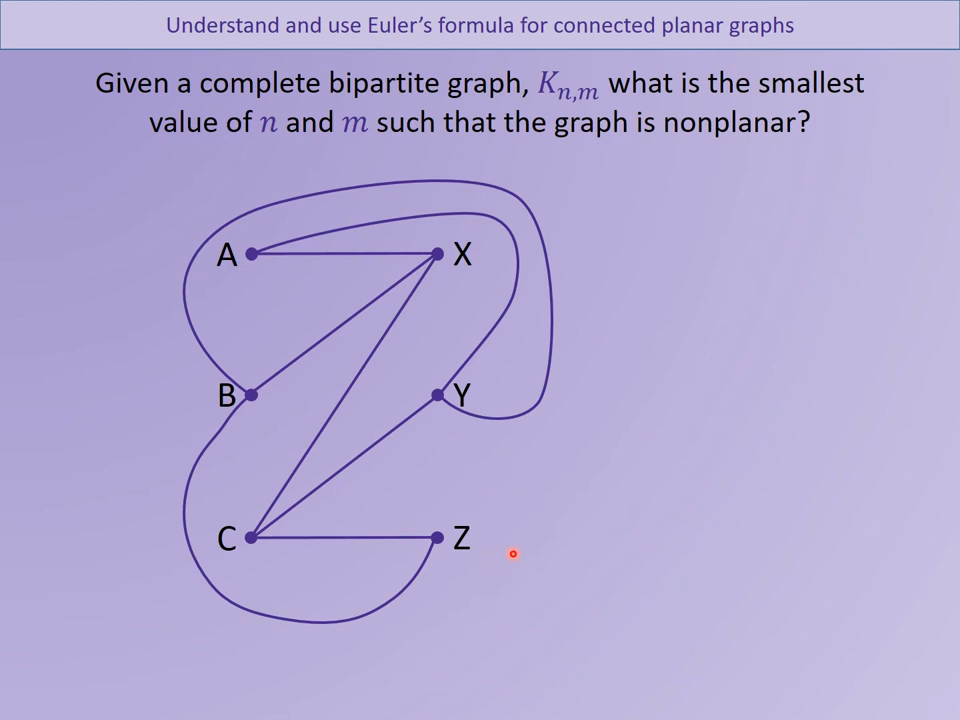 Understand and use Euler’s formula for connected planar graphs
Given a complete bipartite graph, Kₙ,ₘ what is the smallest
value of n and m such that the graph is nonplanar?
A X
B Y
C Z